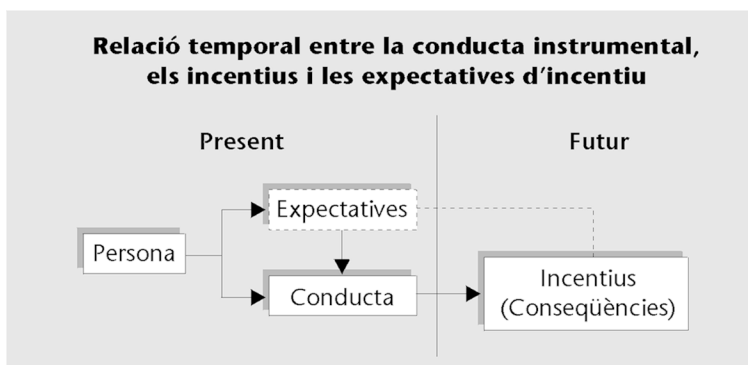 Relació temporal entre la conducta instrumental,
els incentius i les expectatives d’incentiu
Present
Futur
Expectatives
Persona
Conducta
Incentius
(Conseqüències)